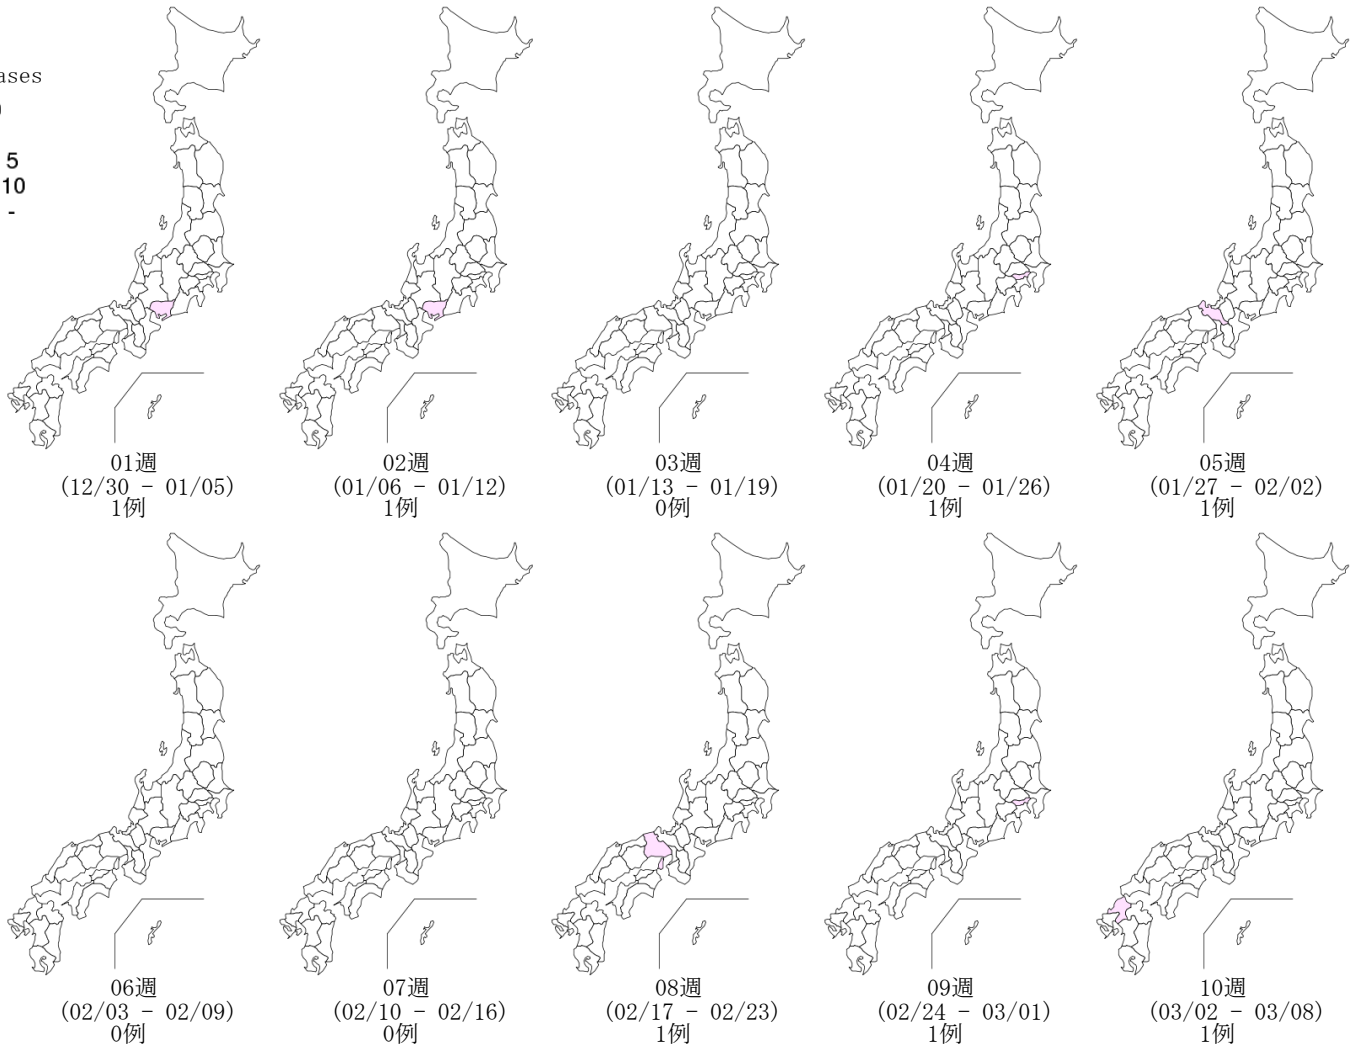 ases
5
10
-
01週
(12/30 - 01/05)
1例
02週
(01/06 - 01/12)
1例
03週
(01/13 - 01/19)
0例
04週
(01/20 - 01/26)
1例
05週
(01/27 - 02/02)
1例
06週
(02/03 - 02/09)
0例
07週
(02/10 - 02/16)
0例
08週
(02/17 - 02/23)
1例
09週
(02/24 - 03/01)
1例
10週
(03/02 - 03/08)
1例